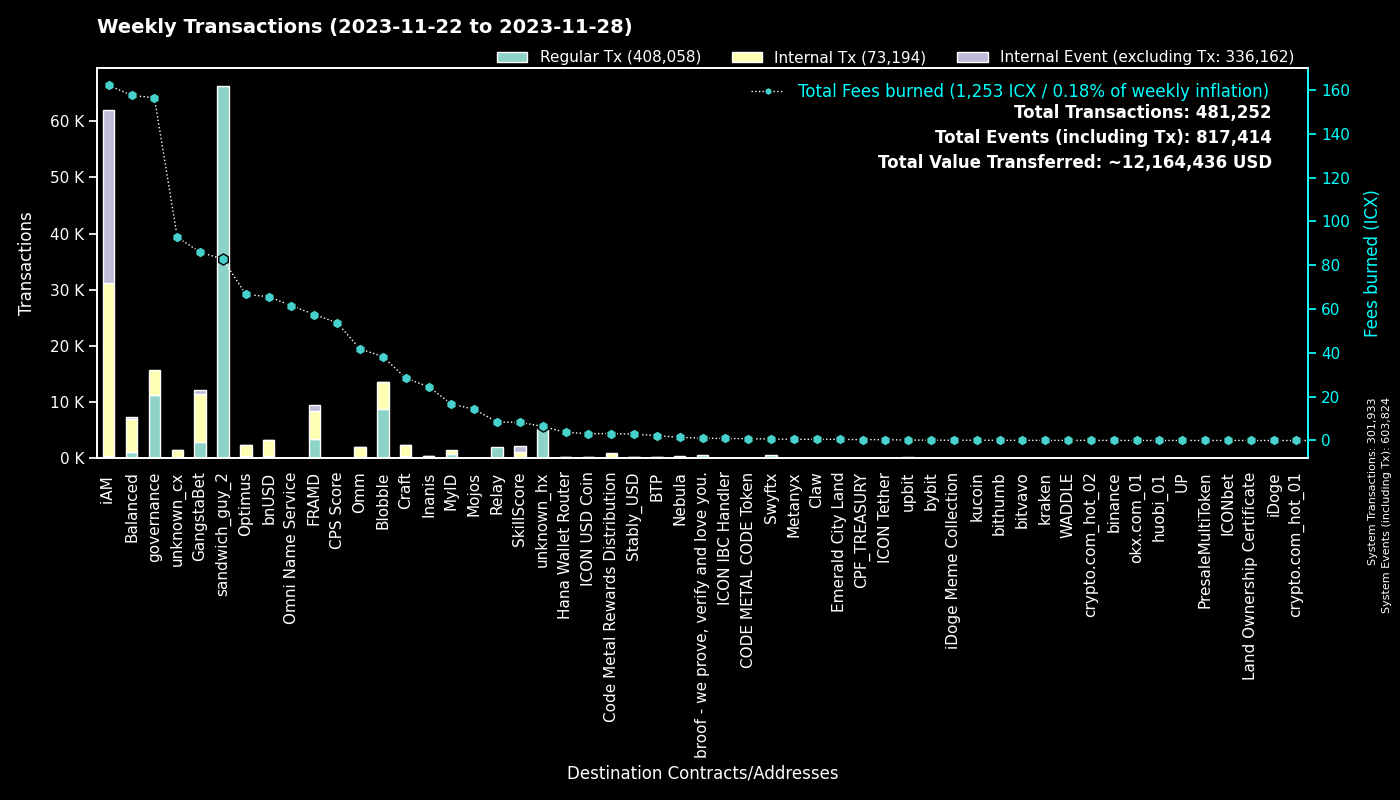 Weekly Transactions (2023-11-22 to 2023-11-28)
Regular Tx (408,058)
Internal Tx (73,194)
Internal Event (excluding Tx: 336,162)
Total Fees burned (1,253 ICX / 0.18% of weekly inflation)
Total Transactions: 481,252
Total Events (including Tx): 817,414
Total Value Transferred: ~12,164,436 USD
Transactions
60 K
50 K
40 K
30 K
20 K
10 K
0 K
160
140
120
100
80
60
40
20
0
Fees burned (ICX)
System Transactions: 301,933
System Events (including Tx): 603,824
iAM
Balanced
governance
unknown_cx
GangstaBet
sandwich_guy_2
Optimus
bnUSD
Omni Name Service
FRAMD
CPS Score
Omm
Blobble
Craft
Inanis
MyID
Mojos
Relay
SkillScore
unknown_hx
Hana Wallet Router
ICON USD Coin
Code Metal Rewards Distribution
Stably_USD
BTP
Nebula
broof - we prove, verify and love you.
ICON IBC Handler
CODE METAL CODE Token
Swyftx
Metanyx
Claw
Emerald City Land
CPF_TREASURY
ICON Tether
upbit
bybit
iDoge Meme Collection
kucoin
bithumb
bitvavo
kraken
WADDLE
crypto.com_hot_02
binance
okx.com_01
huobi_01
UP
PresaleMultiToken
ICONbet
Land Ownership Certificate
iDoge
crypto.com_hot_01
Destination Contracts/Addresses